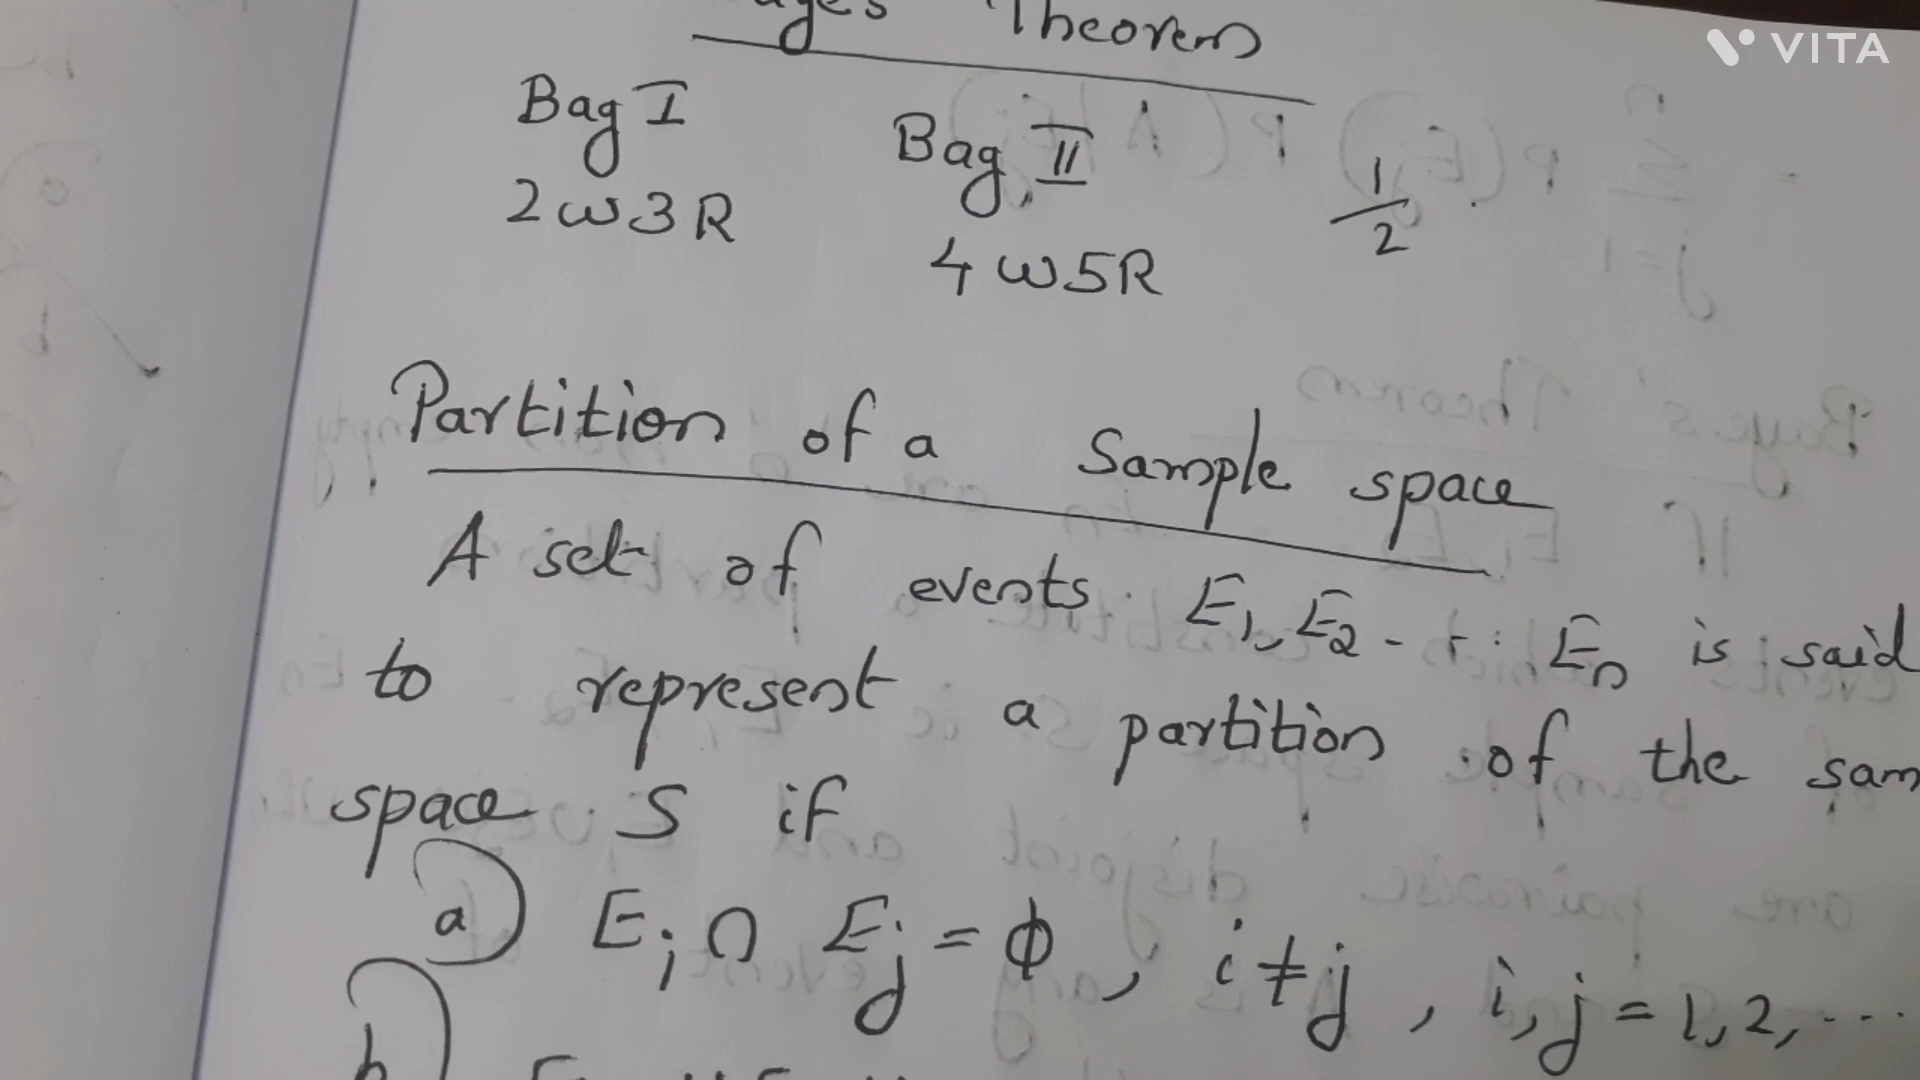 VITA
Theorem
Bag I
Bag II
1/2
2W3R
4W5R
Partition of a Sample space
A set of events E₁, E₂ - - : Eₙ is said
to represent a partition of the sam
space S if
a) Eᵢ ∩ Eⱼ = φ, i ≠ j, i, j = 1, 2, ...
b)